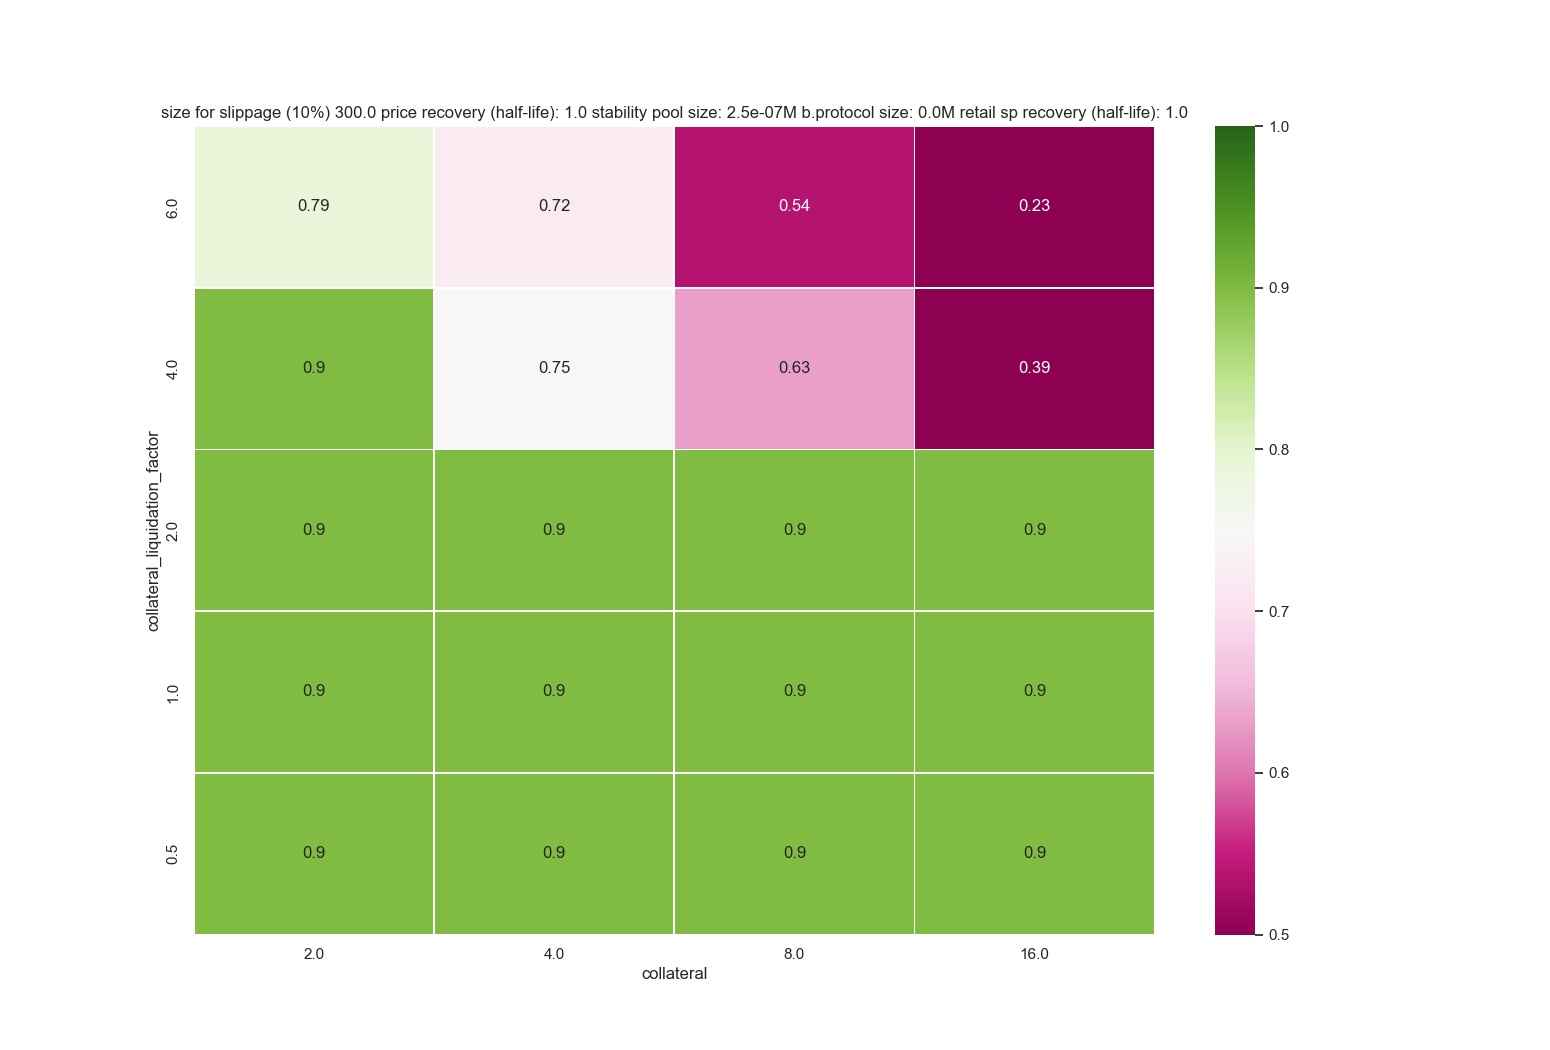 size for slippage (10%) 300.0 price recovery (half-life): 1.0 stability pool size: 2.5e-07M b.protocol size: 0.0M retail sp recovery (half-life): 1.0
collateral_liquidation_factor
6.0 0.79 0.72 0.54 0.23
4.0 0.9 0.75 0.63 0.39
2.0 0.9 0.9 0.9 0.9
1.0 0.9 0.9 0.9 0.9
0.5 0.9 0.9 0.9 0.9
2.0 4.0 8.0 16.0
collateral
1.0
0.9
0.8
0.7
0.6
0.5